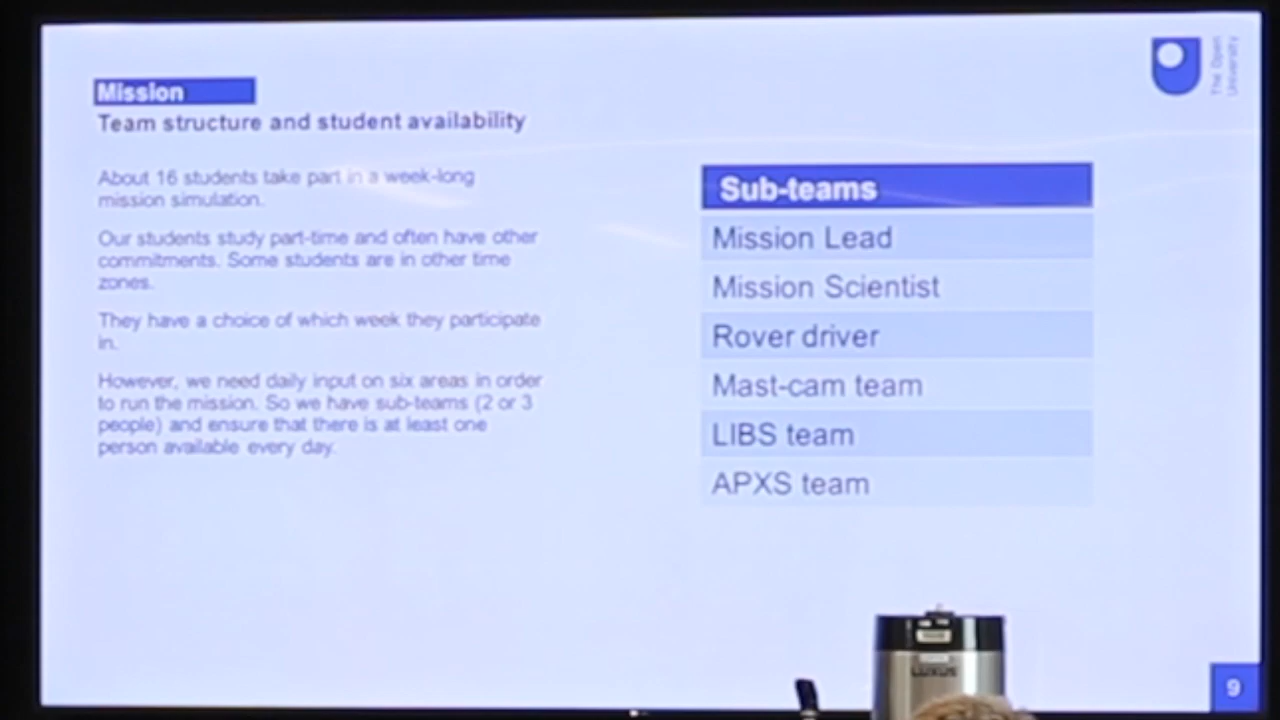 Mission
Team structure and student availability
About 16 students take part in a week-long
mission simulation.
Our students study part-time and often have other
commitments. Some students are in other time
zones.
They have a choice of which week they participate
in.
However, we need daily input on six areas in order
to run the mission. So we have sub-teams (2 or 3
people) and ensure that there is at least one
person available every day.
Sub-teams
Mission Lead
Mission Scientist
Rover driver
Mast-cam team
LIBS team
APXS team
The Open
University
LUXUS
9